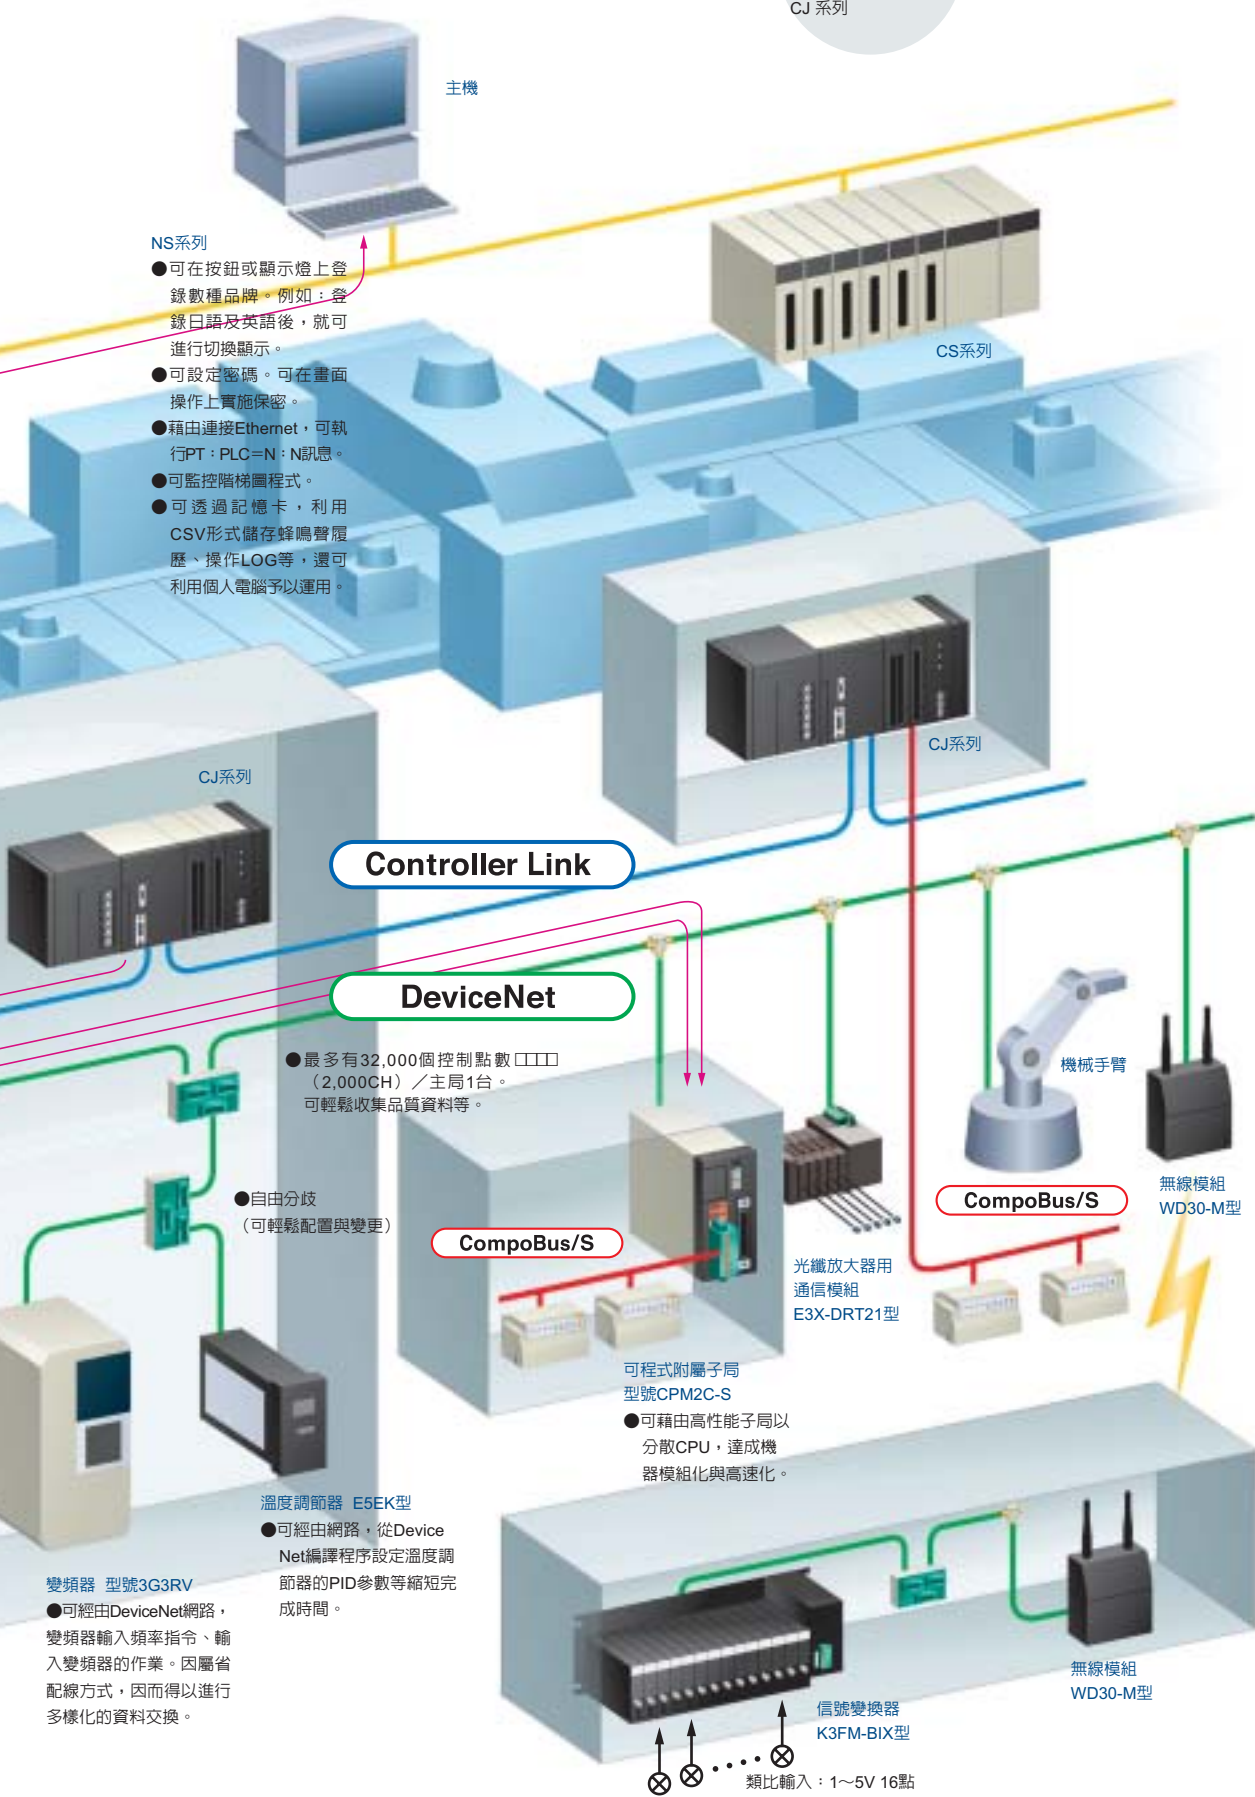 CJ 系列
主機
NS系列
●可在按鈕或顯示燈上登
錄數種品牌。例如：登
錄日語及英語後，就可
進行切換顯示。
●可設定密碼。可在畫面
操作上實施保密。
●藉由連接Ethernet，可執
行PT：PLC＝N：N訊息。
●可監控階梯圖程式。
●可透過記憶卡，利用
CSV形式儲存蜂鳴聲履
歷、操作LOG等，還可
利用個人電腦予以運用。
CS系列
CJ系列
CJ系列
Controller Link
DeviceNet
●最多有32,000個控制點數□□□□
（2,000CH）／主局1台。
可輕鬆收集品質資料等。
機械手臂
無線模組
WD30-M型
●自由分歧
（可輕鬆配置與變更）
CompoBus/S
CompoBus/S
光纖放大器用
通信模組
E3X-DRT21型
可程式附屬子局
型號CPM2C-S
●可藉由高性能子局以
分散CPU，達成機
器模組化與高速化。
溫度調節器 E5EK型
●可經由網路，從Device
Net編譯程序設定溫度調
節器的PID參數等縮短完
成時間。
變頻器 型號3G3RV
●可經由DeviceNet網路，
變頻器輸入頻率指令、輸
入變頻器的作業。因屬省
配線方式，因而得以進行
多樣化的資料交換。
無線模組
WD30-M型
信號變換器
K3FM-BIX型
類比輸入：1～5V 16點